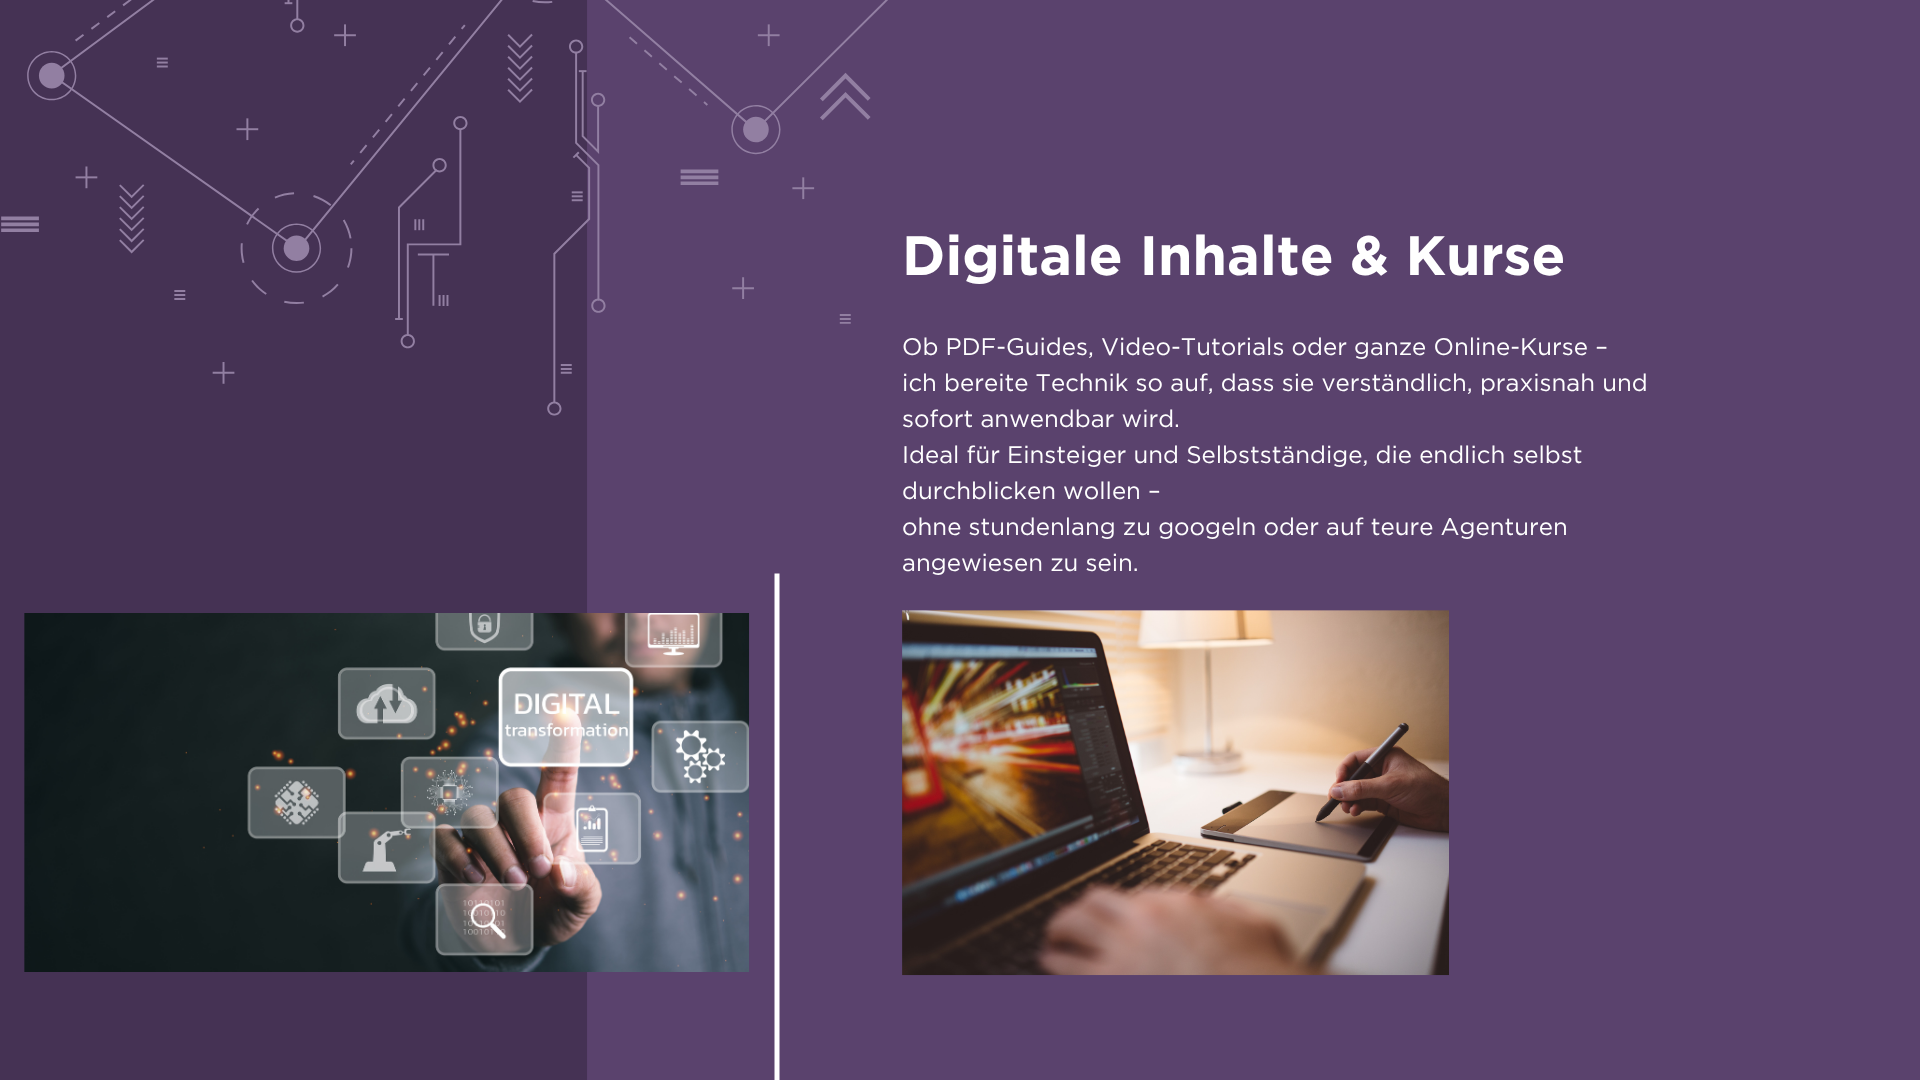 Digitale Inhalte & Kurse
Ob PDF-Guides, Video-Tutorials oder ganze Online-Kurse –
ich bereite Technik so auf, dass sie verständlich, praxisnah und
sofort anwendbar wird.
Ideal für Einsteiger und Selbstständige, die endlich selbst
durchblicken wollen –
ohne stundenlang zu googeln oder auf teure Agenturen
angewiesen zu sein.
DIGITAL
transformation